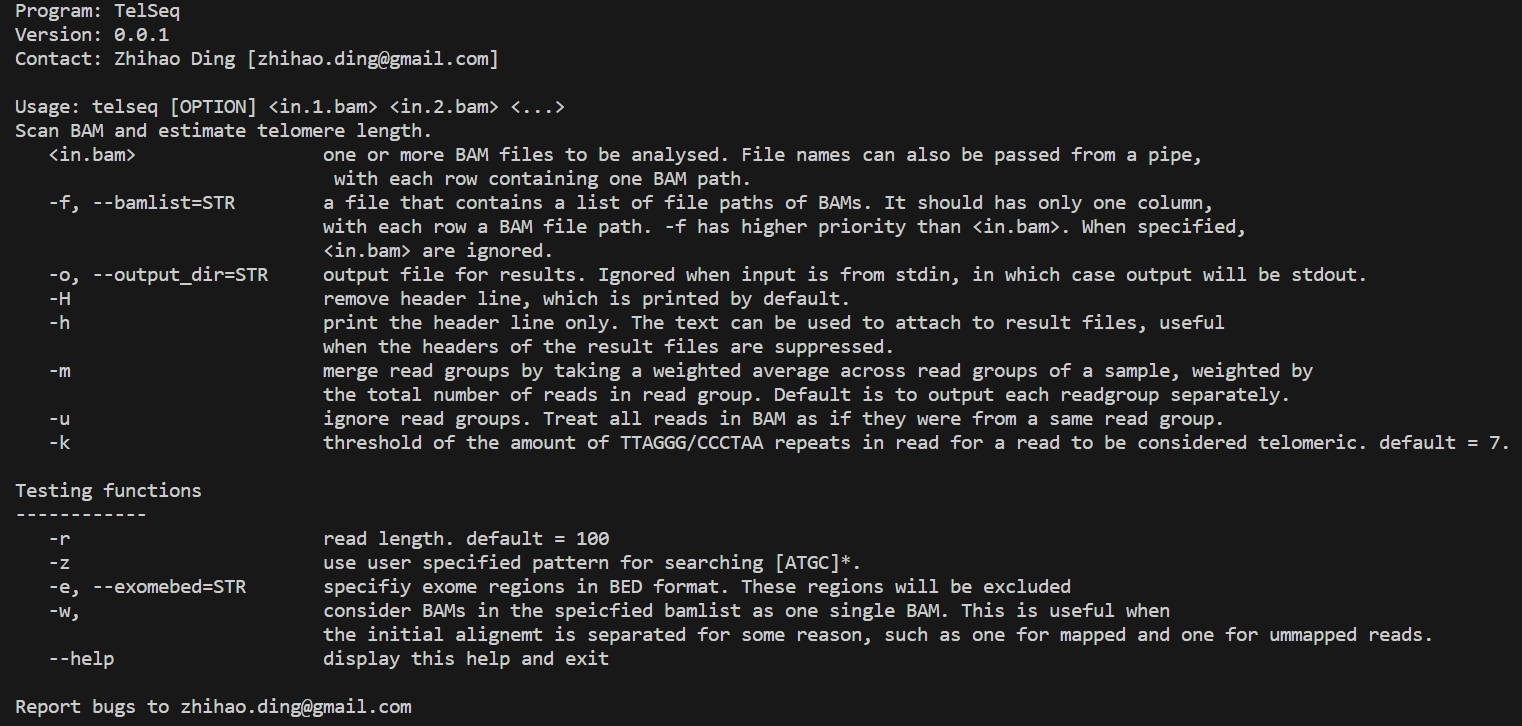 Program: TelSeq
Version: 0.0.1
Contact: Zhihao Ding [zhihao.ding@gmail.com]

Usage: telseq [OPTION] <in.1.bam> <in.2.bam> <...>
Scan BAM and estimate telomere length.
   <in.bam>                 one or more BAM files to be analysed. File names can also be passed from a pipe,
                             with each row containing one BAM path.
   -f, --bamlist=STR        a file that contains a list of file paths of BAMs. It should has only one column,
                            with each row a BAM file path. -f has higher priority than <in.bam>. When specified,
                            <in.bam> are ignored.
   -o, --output_dir=STR     output file for results. Ignored when input is from stdin, in which case output will be stdout.
   -H                       remove header line, which is printed by default.
   -h                       print the header line only. The text can be used to attach to result files, useful
                            when the headers of the result files are suppressed.
   -m                       merge read groups by taking a weighted average across read groups of a sample, weighted by
                            the total number of reads in read group. Default is to output each readgroup separately.
   -u                       ignore read groups. Treat all reads in BAM as if they were from a same read group.
   -k                       threshold of the amount of TTAGGG/CCCTAA repeats in read for a read to be considered telomeric. default = 7.

Testing functions
------------
   -r                       read length. default = 100
   -z                       use user specified pattern for searching [ATGC]*.
   -e, --exomebed=STR       specifiy exome regions in BED format. These regions will be excluded
   -w,                      consider BAMs in the speicfied bamlist as one single BAM. This is useful when
                            the initial alignemt is separated for some reason, such as one for mapped and one for ummapped reads.
   --help                   display this help and exit

Report bugs to zhihao.ding@gmail.com